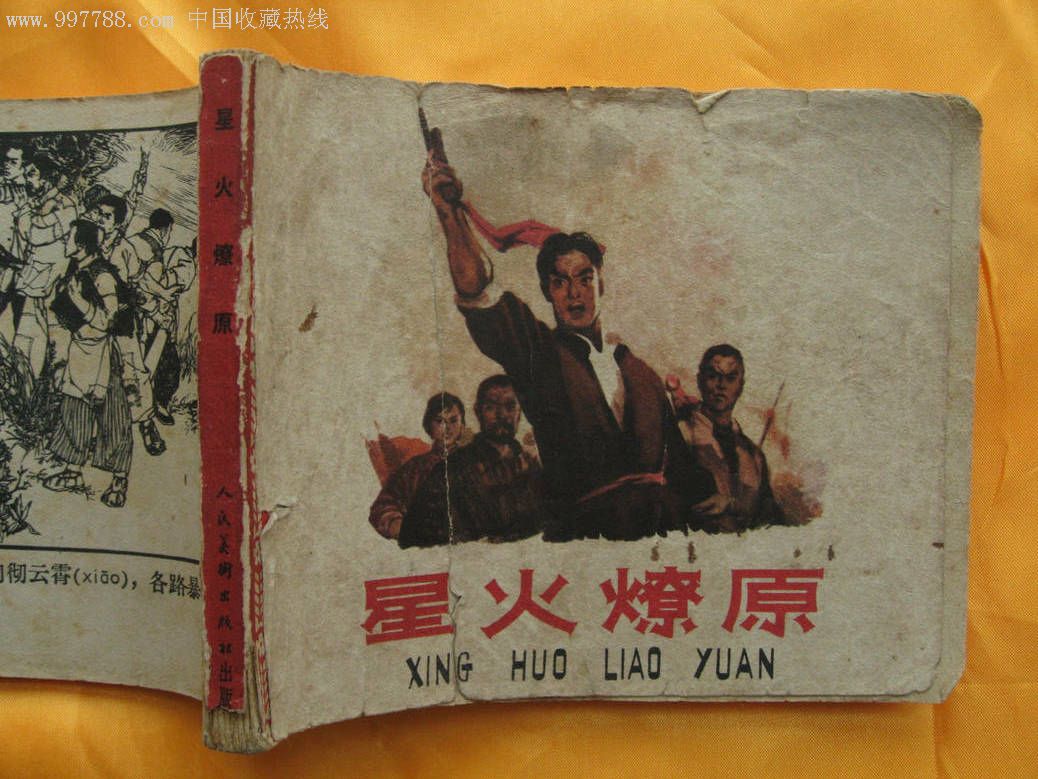 www.997788.com 中国收藏热线
星火燎原
人民美術出版社出版
彻云霄(xiāo)，各路暴
星火燎原
XING HUO LIAO YUAN